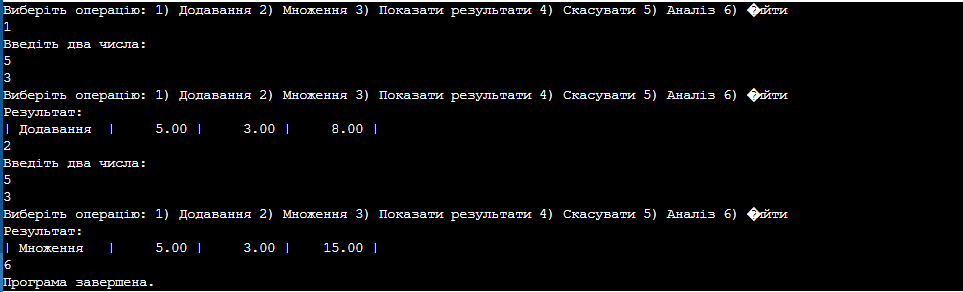 Виберіть операцію: 1) Додавання 2) Множення 3) Показати результати 4) Скасувати 5) Аналіз 6) �ийти
1
Введіть два числа:
5
3
Виберіть операцію: 1) Додавання 2) Множення 3) Показати результати 4) Скасувати 5) Аналіз 6) �ийти
Результат:
| Додавання | 5.00 | 3.00 | 8.00 |
2
Введіть два числа:
5
3
Виберіть операцію: 1) Додавання 2) Множення 3) Показати результати 4) Скасувати 5) Аналіз 6) �ийти
Результат:
| Множення | 5.00 | 3.00 | 15.00 |
6
Програма завершена.